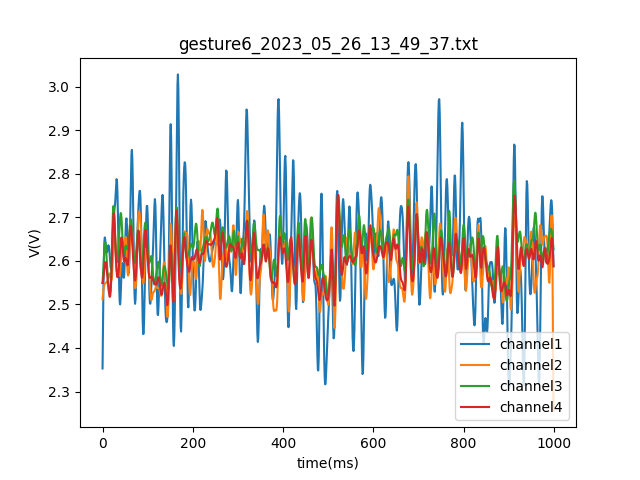 gesture6_2023_05_26_13_49_37.txt
3.0
2.9
2.8
2.7
2.6
2.5
2.4
2.3
V(V)
0
200
400
600
800
1000
time(ms)
channel1
channel2
channel3
channel4